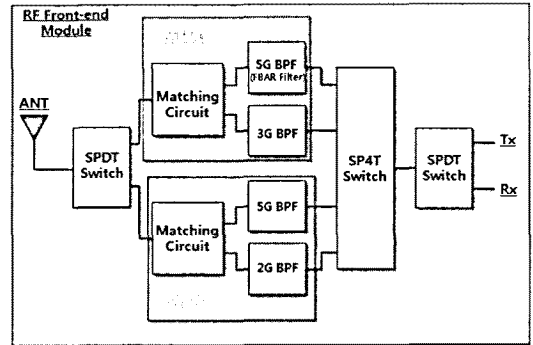 RF Front-end
Module
ANT
SPDT
Switch
Matching
Circuit
5G BPF
(FBAR Filter)
3G BPF
Matching
Circuit
5G BPF
2G BPF
SP4T
Switch
SPDT
Switch
Tx
Rx